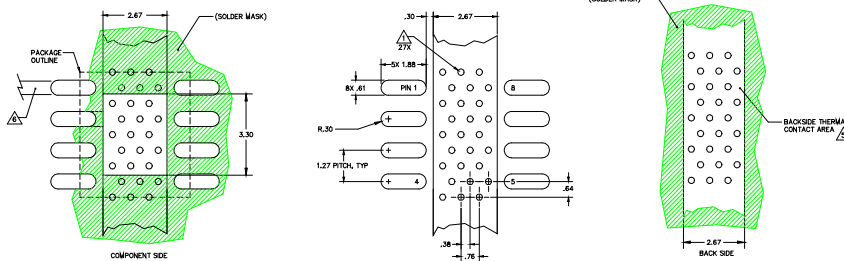 2.67
(SOLDER MASK)
PACKAGE
OUTLINE
6
3.30
COMPONENT SIDE
.30
2.67
1
27X
5X 1.88
8X .61
PIN 1
8
R.30
1.27 PITCH, TYP
4
5
.64
.38
.76
(SOLDER MASK)
BACKSIDE THERMA
CONTACT AREA
2.67
BACK SIDE